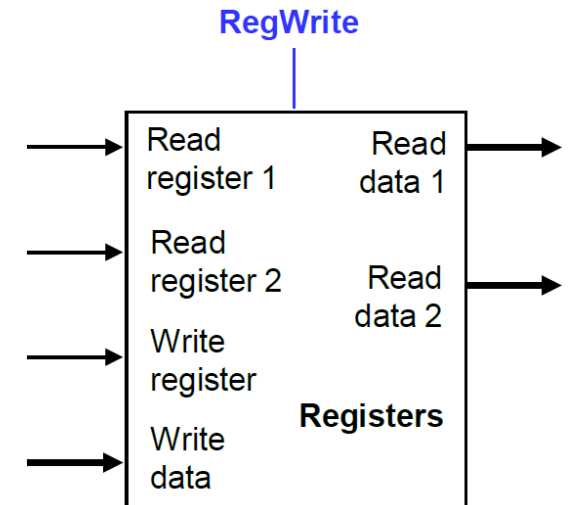 RegWrite
Read
register 1
Read
data 1
Read
register 2
Read
data 2
Write
register
Registers
Write
data